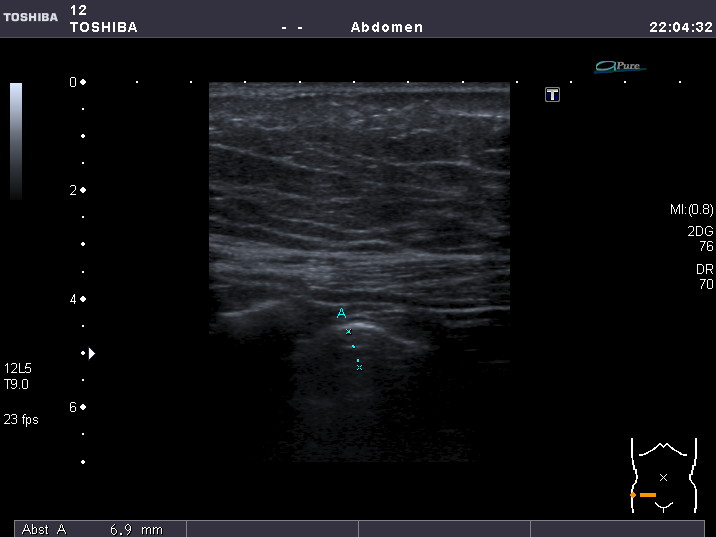 TOSHIBA
12
TOSHIBA - - Abdomen 22:04:32
aPure
T
0
2
4
6
A
MI:(0.8)
2DG
76
DR
70
12L5
T9.0
23 fps
Abst A 6.9 mm